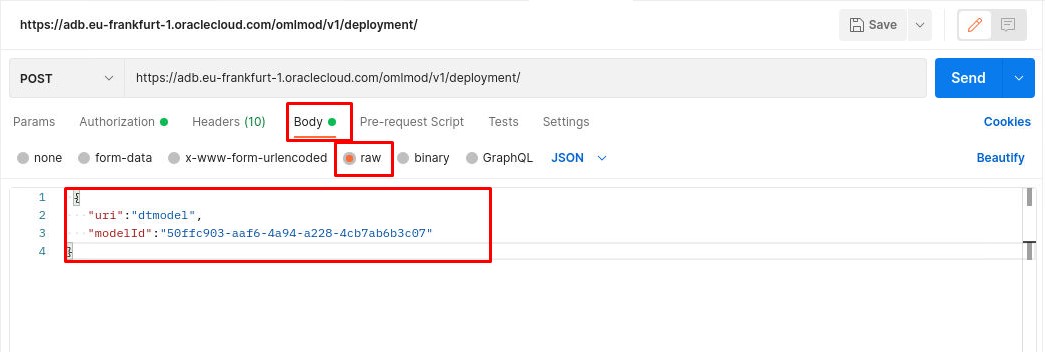 https://adb.eu-frankfurt-1.oraclecloud.com/omlmod/v1/deployment/
Save
POST
https://adb.eu-frankfurt-1.oraclecloud.com/omlmod/v1/deployment/
Send
Params Authorization Headers (10) Body Pre-request Script Tests Settings Cookies
none form-data x-www-form-urlencoded raw binary GraphQL JSON Beautify
1 {
2 "uri":"dtmodel",
3 "modelId":"50ffc903-aaf6-4a94-a228-4cb7ab6b3c07"
4 }